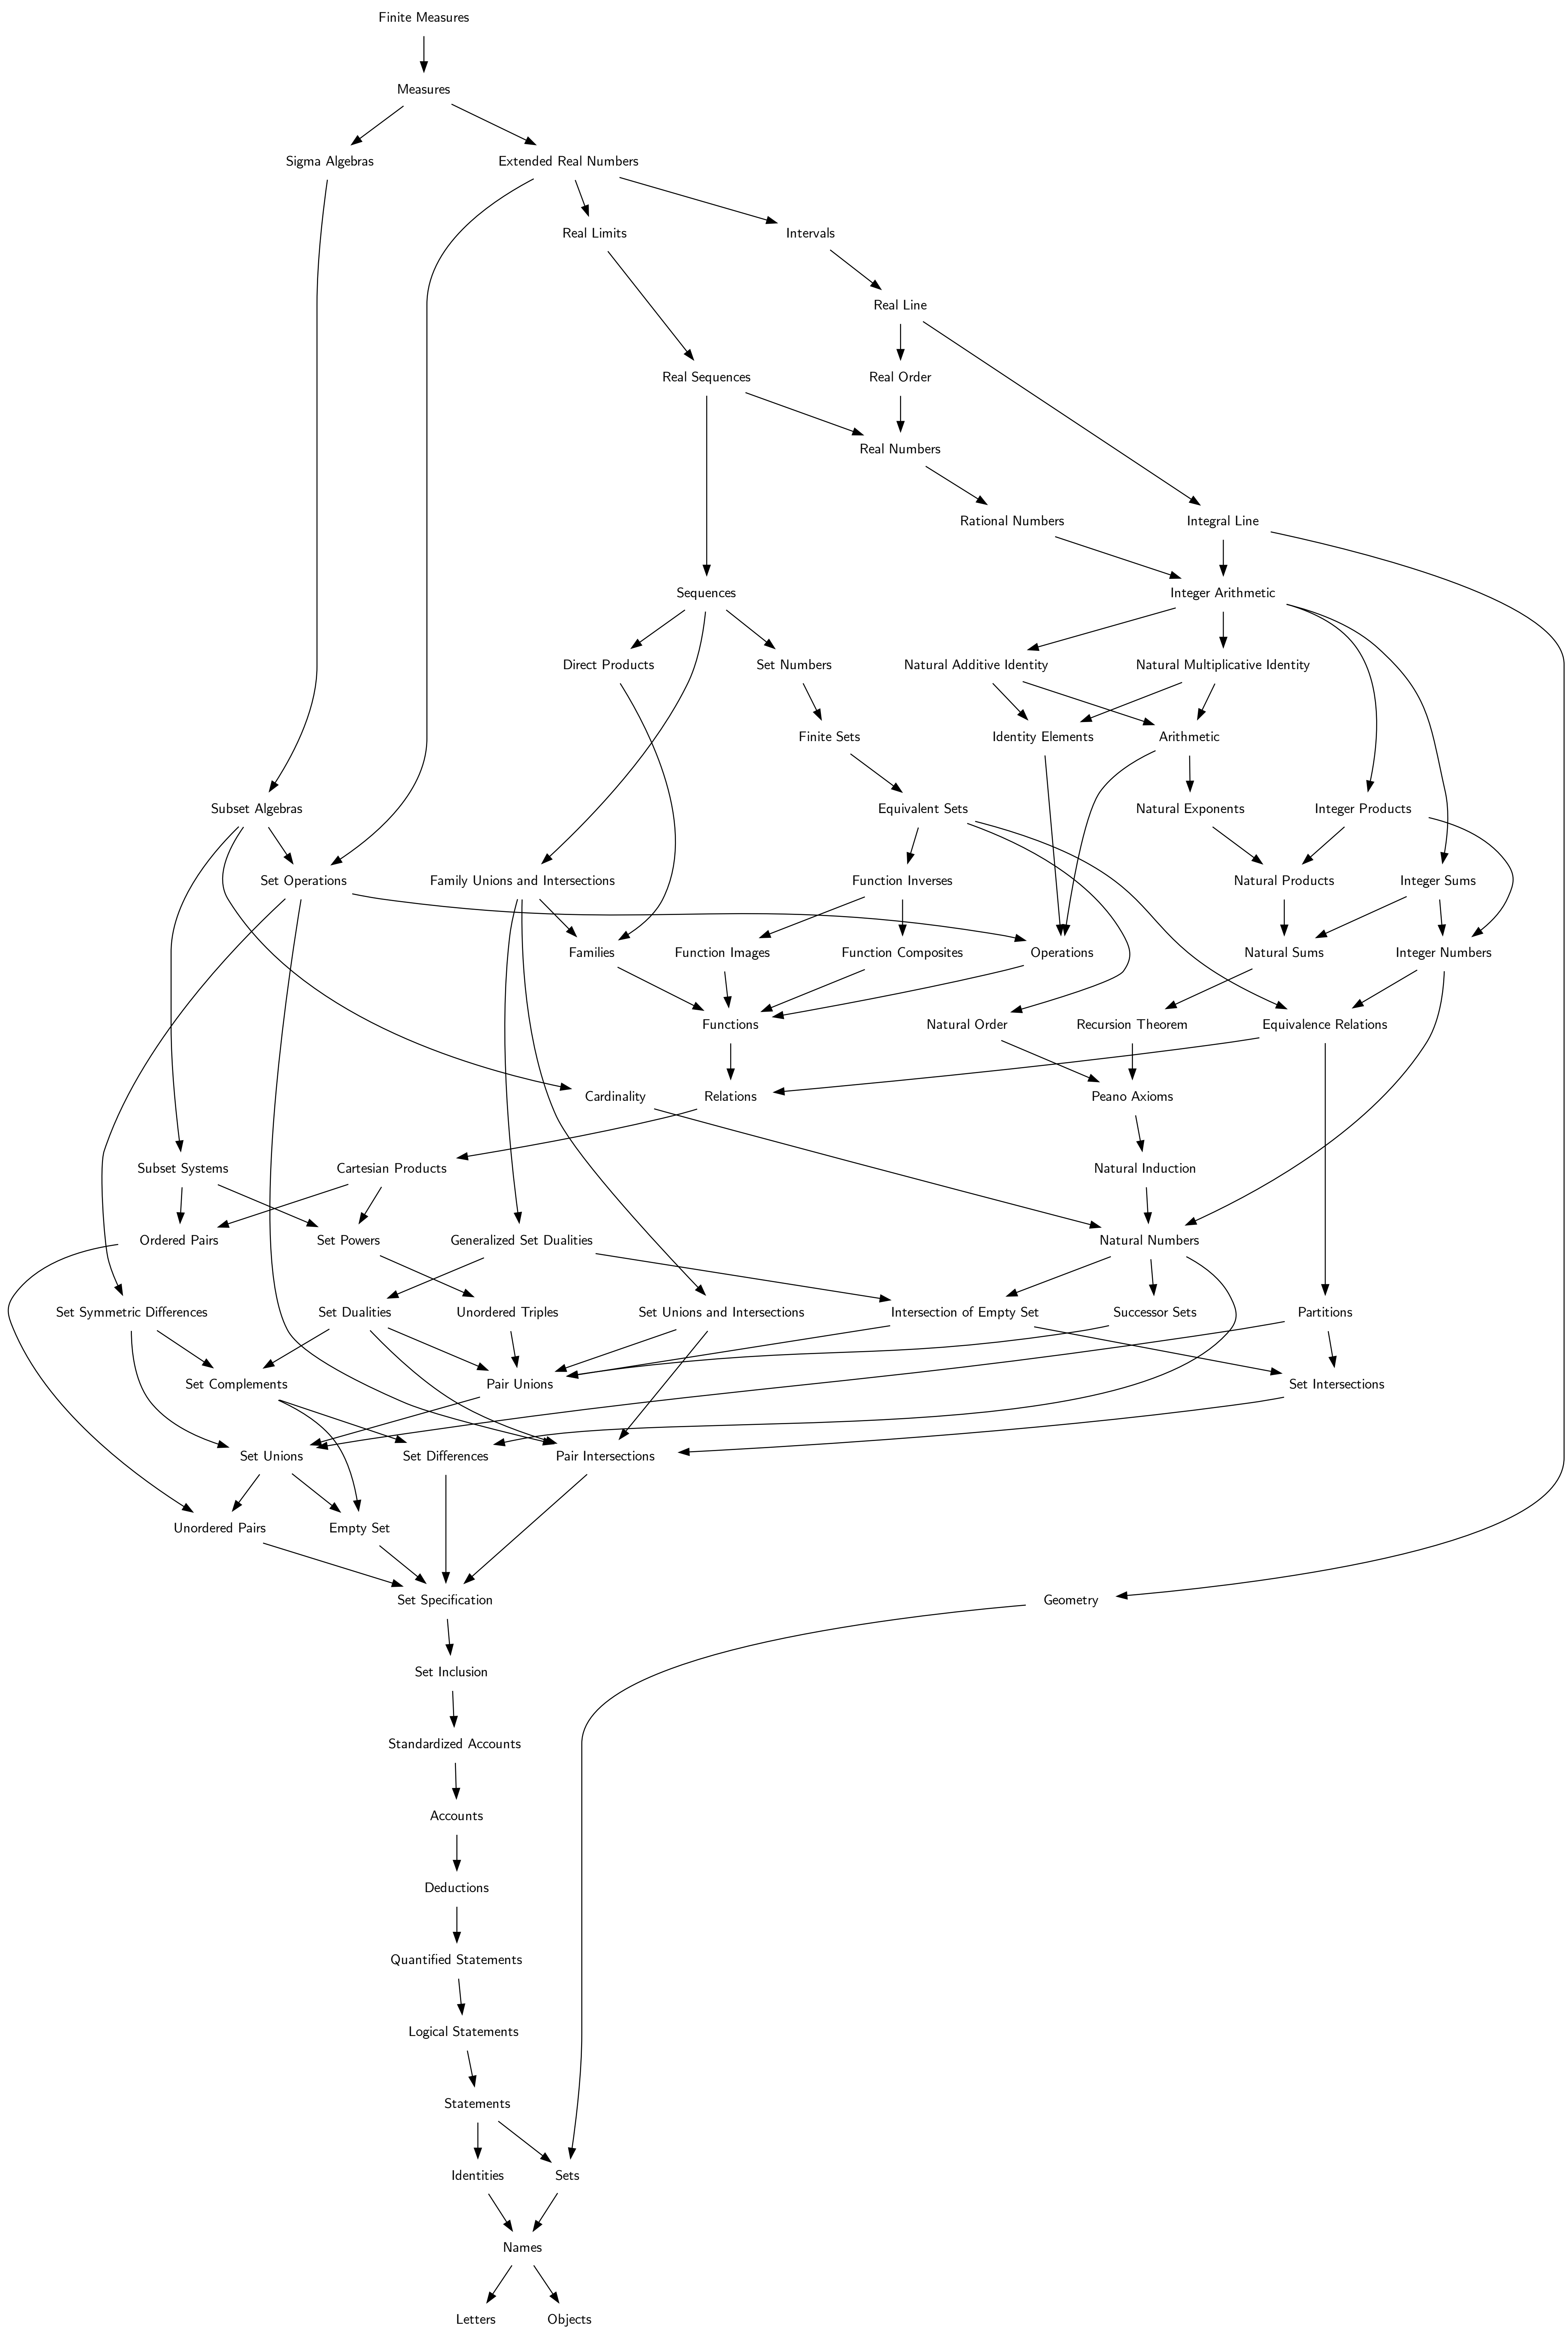 Finite Measures
Measures
Sigma Algebras
Extended Real Numbers
Real Limits
Intervals
Real Line
Real Sequences
Real Order
Real Numbers
Rational Numbers
Integral Line
Sequences
Integer Arithmetic
Direct Products
Set Numbers
Natural Additive Identity
Natural Multiplicative Identity
Finite Sets
Identity Elements
Arithmetic
Subset Algebras
Equivalent Sets
Natural Exponents
Integer Products
Set Operations
Family Unions and Intersections
Function Inverses
Natural Products
Integer Sums
Families
Function Images
Function Composites
Operations
Natural Sums
Integer Numbers
Functions
Natural Order
Recursion Theorem
Equivalence Relations
Cardinality
Relations
Peano Axioms
Subset Systems
Cartesian Products
Natural Induction
Ordered Pairs
Set Powers
Generalized Set Dualities
Natural Numbers
Set Symmetric Differences
Set Dualities
Unordered Triples
Set Unions and Intersections
Intersection of Empty Set
Successor Sets
Partitions
Set Complements
Pair Unions
Set Intersections
Set Unions
Set Differences
Pair Intersections
Unordered Pairs
Empty Set
Set Specification
Geometry
Set Inclusion
Standardized Accounts
Accounts
Deductions
Quantified Statements
Logical Statements
Statements
Identities
Sets
Names
Letters
Objects